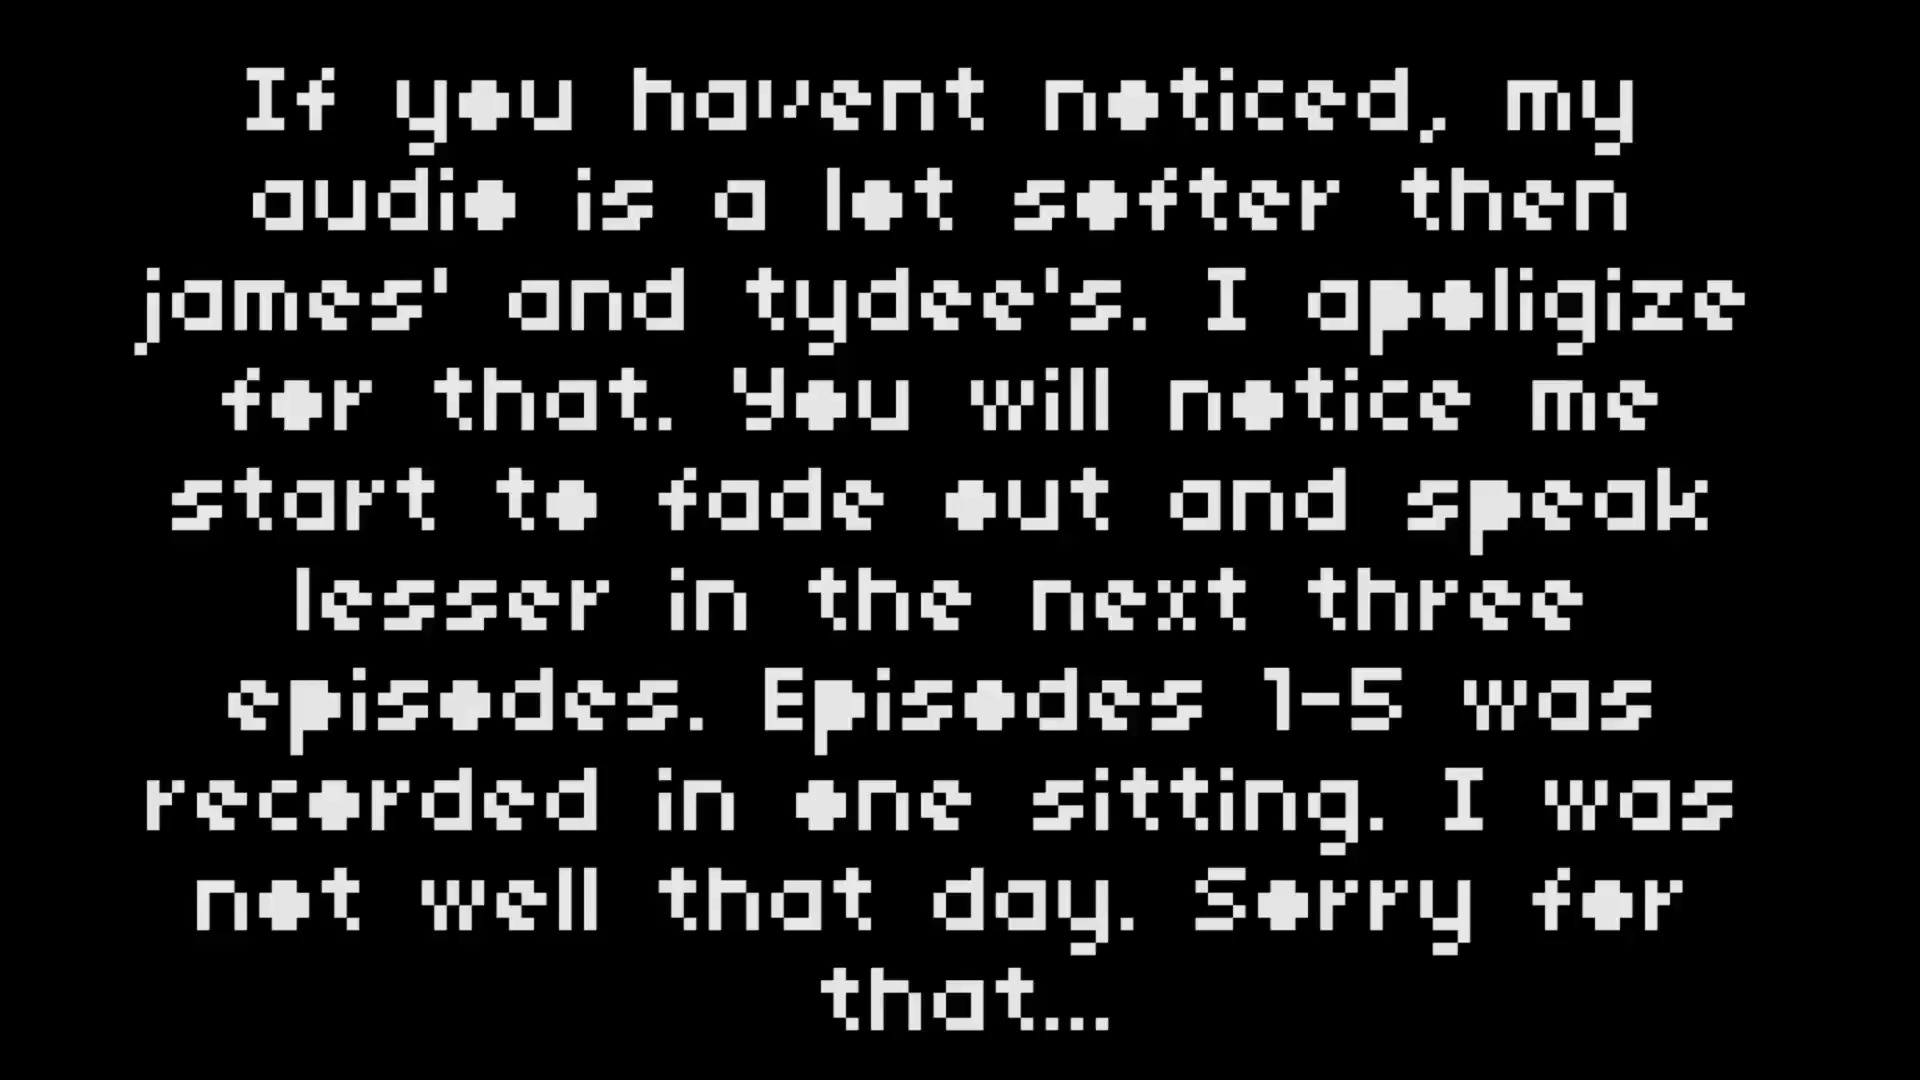 If you havent noticed, my
audio is a lot softer then
james' and tydee's. I apoligize
for that. You will notice me
start to fade out and speak
lesser in the next three
episodes. Episodes 1-5 was
recorded in one sitting. I was
not well that day. Sorry for
that...